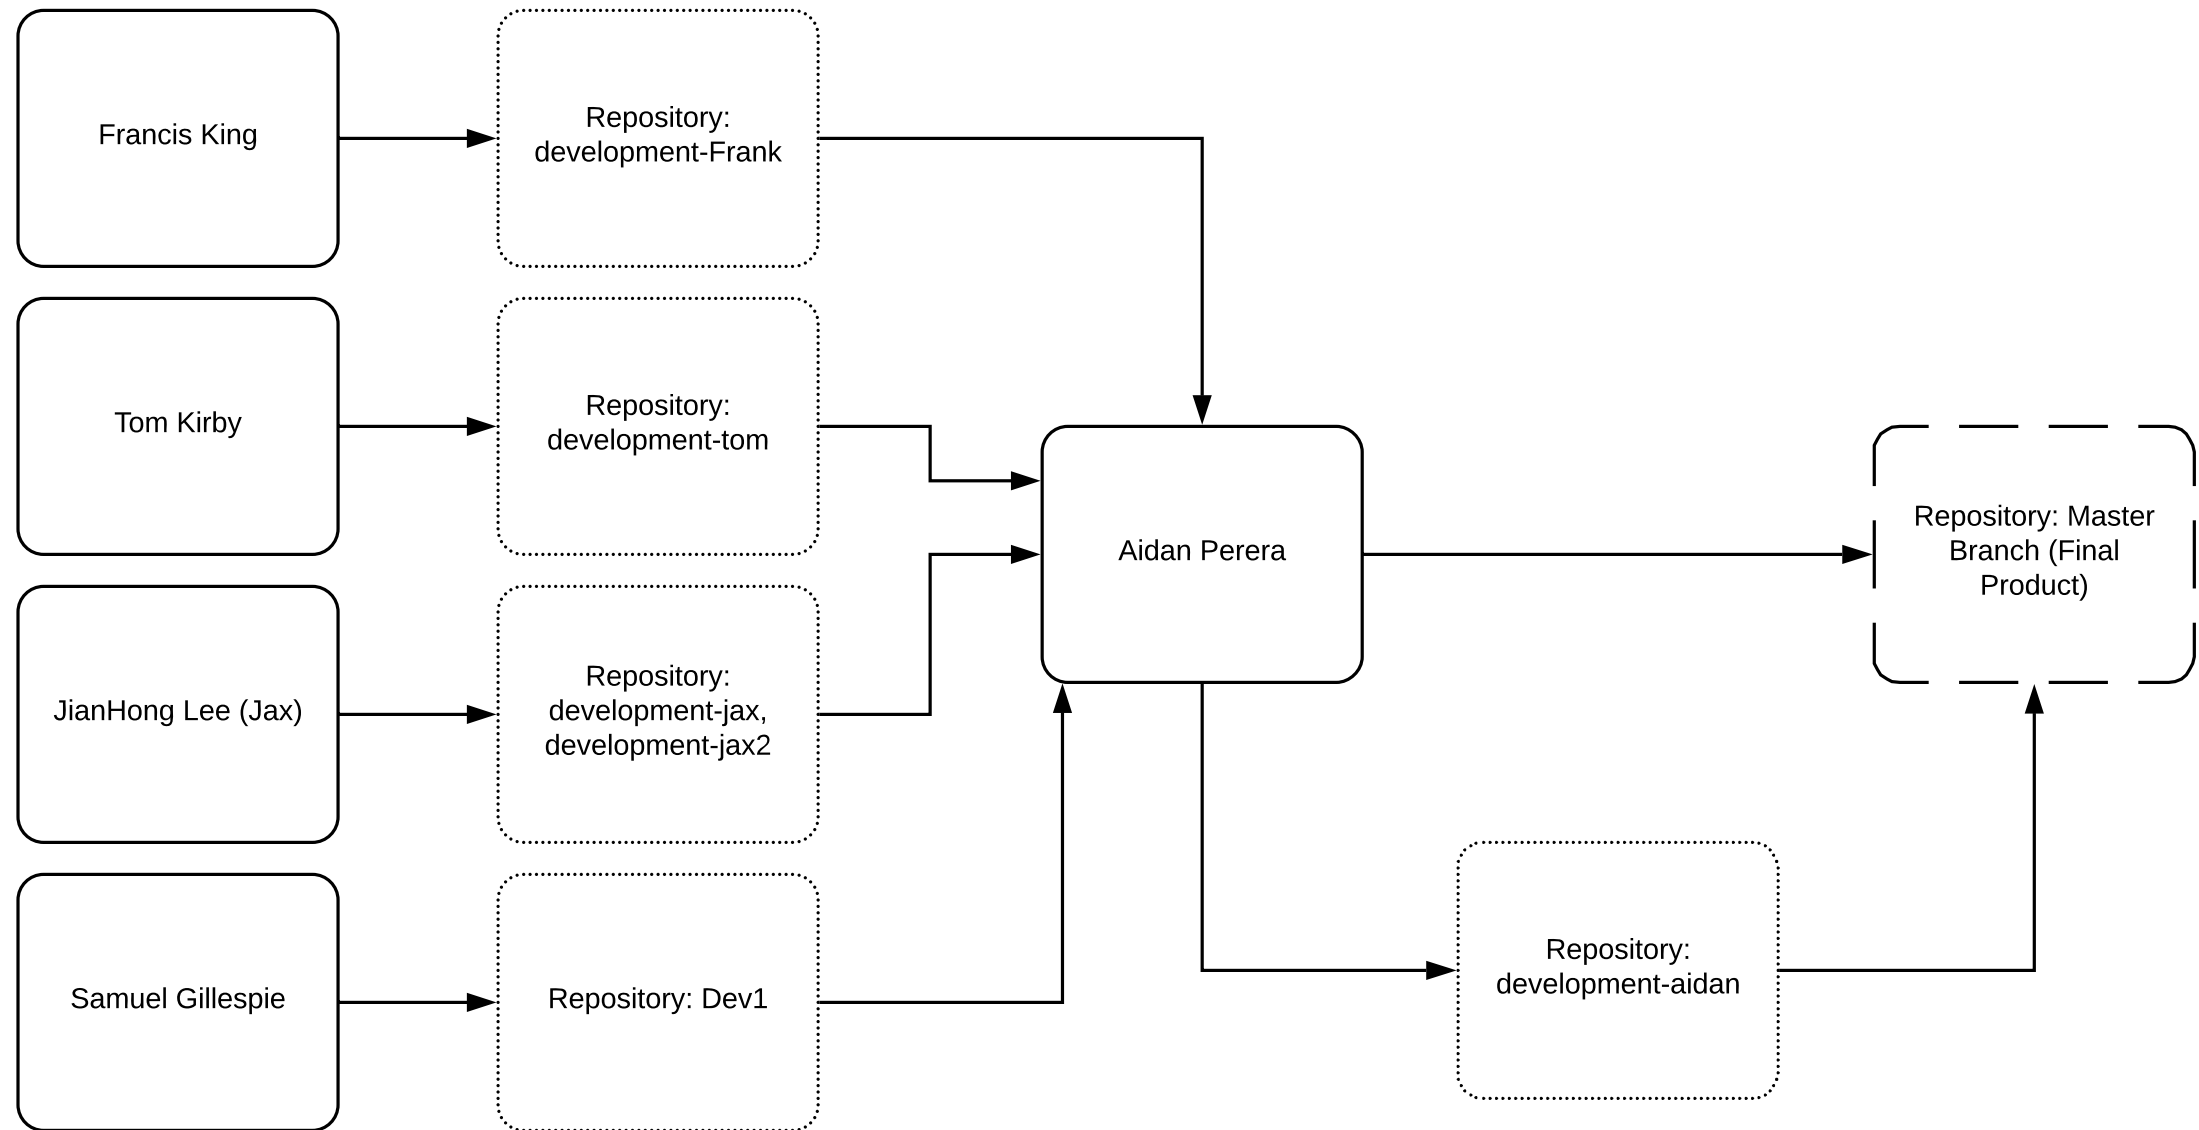 Francis King
Repository:
development-Frank
Tom Kirby
Repository:
development-tom
JianHong Lee (Jax)
Repository:
development-jax,
development-jax2
Samuel Gillespie
Repository: Dev1
Aidan Perera
Repository: Master
Branch (Final
Product)
Repository:
development-aidan